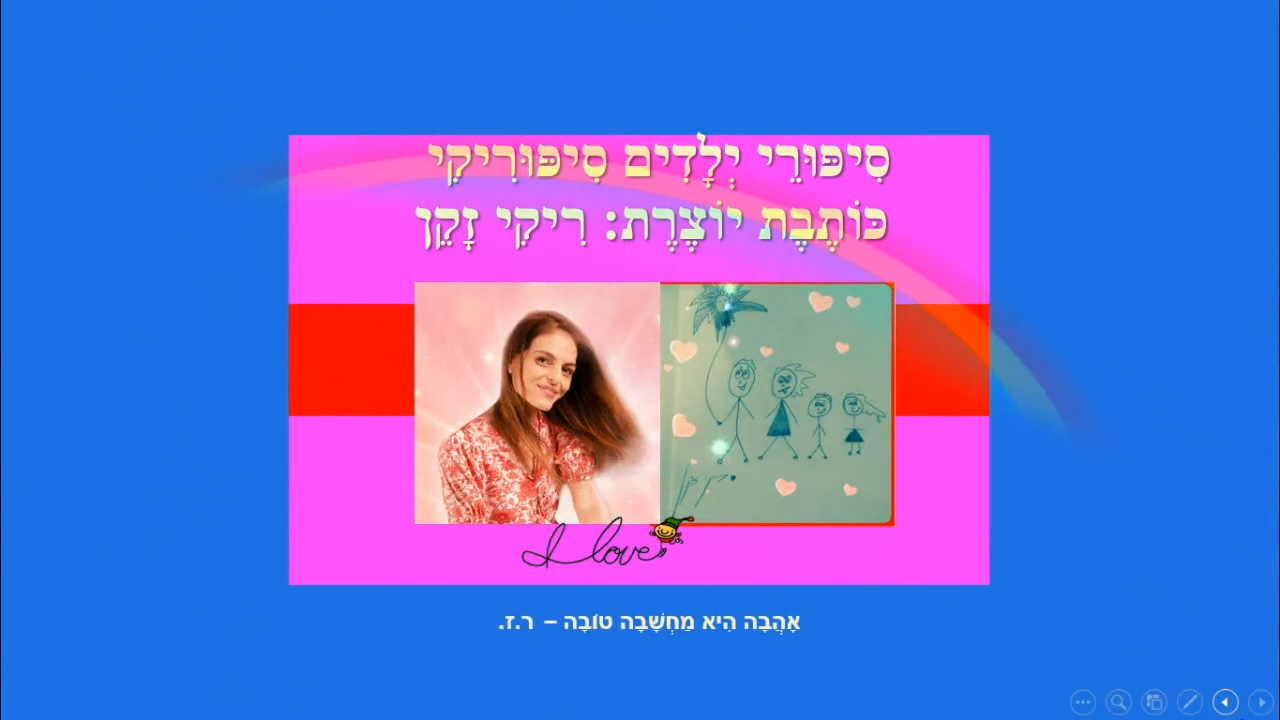 סִיפּוּרֵי יְלָדִים סִיפּוּרִיקִי
כּוֹתֶבֶת יוֹצֶרֶת: רִיקִי זָקֵן
I love
אָהֲבָה הִיא מַחְשָׁבָה טוֹבָה – ר.ז.